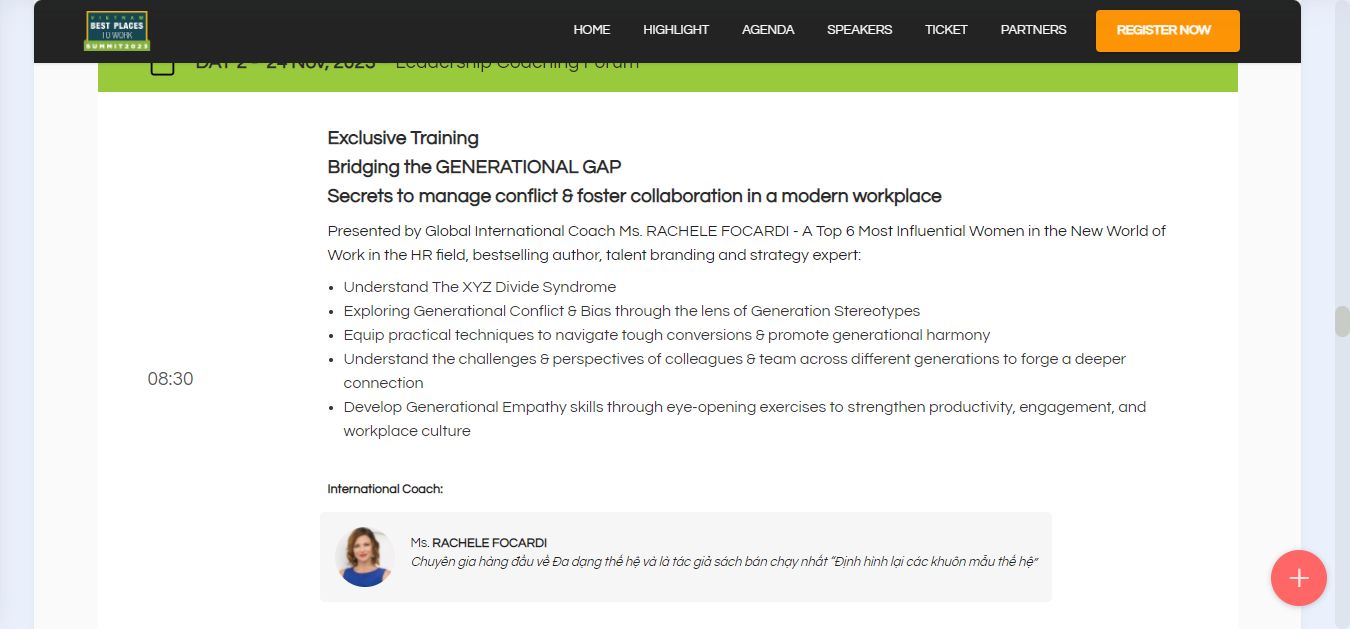 VIETNAM
BEST PLACES
TO WORK
SUMMIT2023
HOME HIGHLIGHT AGENDA SPEAKERS TICKET PARTNERS REGISTER NOW
DAY 2 - 24 Nov, 2023 Leadership Coaching Forum
Exclusive Training
Bridging the GENERATIONAL GAP
Secrets to manage conflict & foster collaboration in a modern workplace
Presented by Global International Coach Ms. RACHELE FOCARDI - A Top 6 Most Influential Women in the New World of
Work in the HR field, bestselling author, talent branding and strategy expert:
• Understand The XYZ Divide Syndrome
• Exploring Generational Conflict & Bias through the lens of Generation Stereotypes
• Equip practical techniques to navigate tough conversions & promote generational harmony
• Understand the challenges & perspectives of colleagues & team across different generations to forge a deeper
connection
08:30
• Develop Generational Empathy skills through eye-opening exercises to strengthen productivity, engagement, and
workplace culture
International Coach:
Ms. RACHELE FOCARDI
Chuyên gia hàng đầu về Đa dạng thế hệ và là tác giả sách bán chạy nhất “Định hình lại các khuôn mẫu thế hệ”